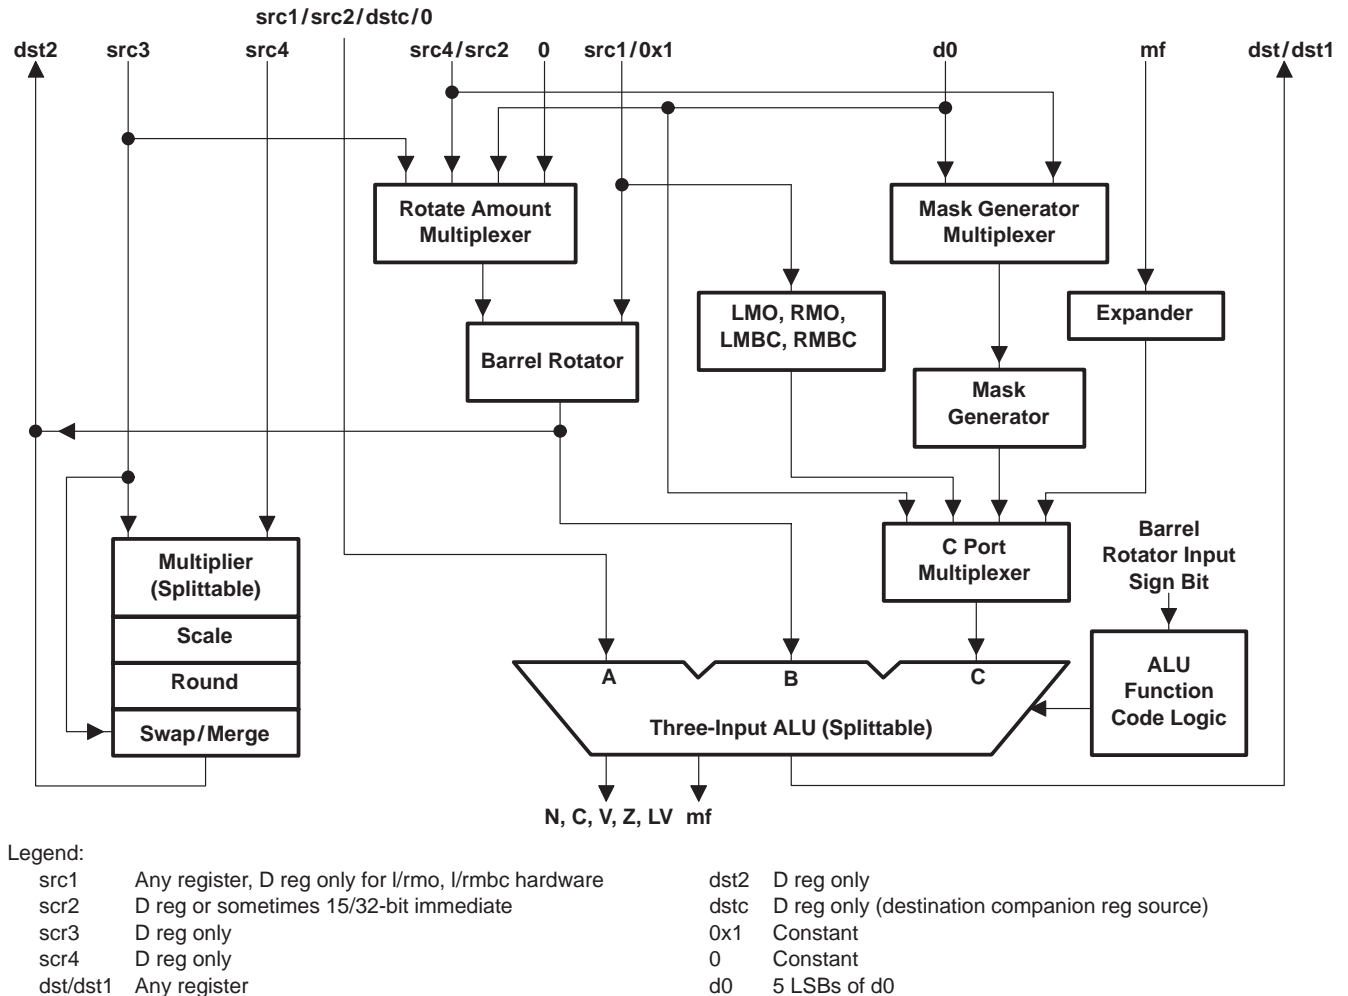 src1/src2/dstc/0
dst2 src3 src4 src4/src2 0 src1/0x1 d0 mf dst/dst1
Rotate Amount
Multiplexer
Mask Generator
Multiplexer
LMO, RMO,
LMBC, RMBC
Expander
Barrel Rotator
Mask
Generator
Multiplier
(Splittable)
Scale
Round
Swap/Merge
C Port
Multiplexer
Barrel
Rotator Input
Sign Bit
A B C
Three-Input ALU (Splittable)
ALU
Function
Code Logic
N, C, V, Z, LV mf
Legend:
src1 Any register, D reg only for l/rmo, l/rmbc hardware
scr2 D reg or sometimes 15/32-bit immediate
scr3 D reg only
scr4 D reg only
dst/dst1 Any register
dst2 D reg only
dstc D reg only (destination companion reg source)
0x1 Constant
0 Constant
d0 5 LSBs of d0